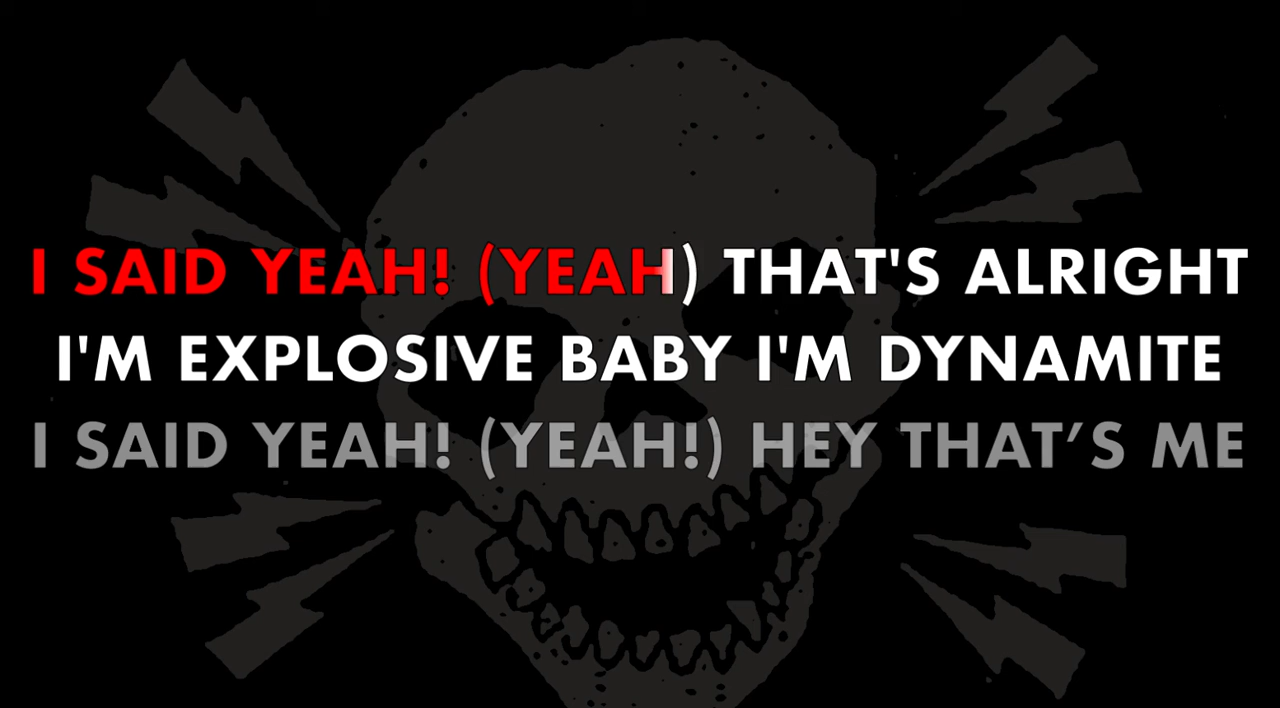 I SAID YEAH! (YEAH) THAT'S ALRIGHT
I'M EXPLOSIVE BABY I'M DYNAMITE
I SAID YEAH! (YEAH!) HEY THAT’S ME